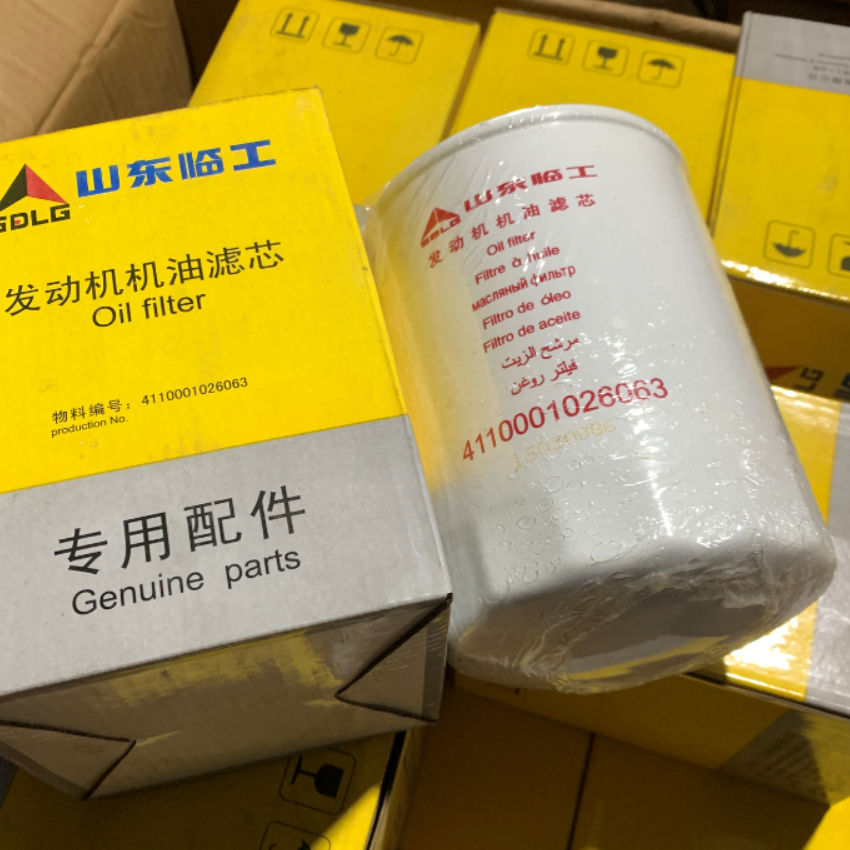 山东临工
SDLG
发动机机油滤芯
Oil filter
物料编号：4110001026063
production No.
专用配件
Genuine parts
山东临工
SDLG
发动机机油滤芯
Oil filter
Filtre à huile
масляный фильтр
Filtro de óleo
Filtro de aceite
مرشح الزيت
فیلتر روغن
4110001026063